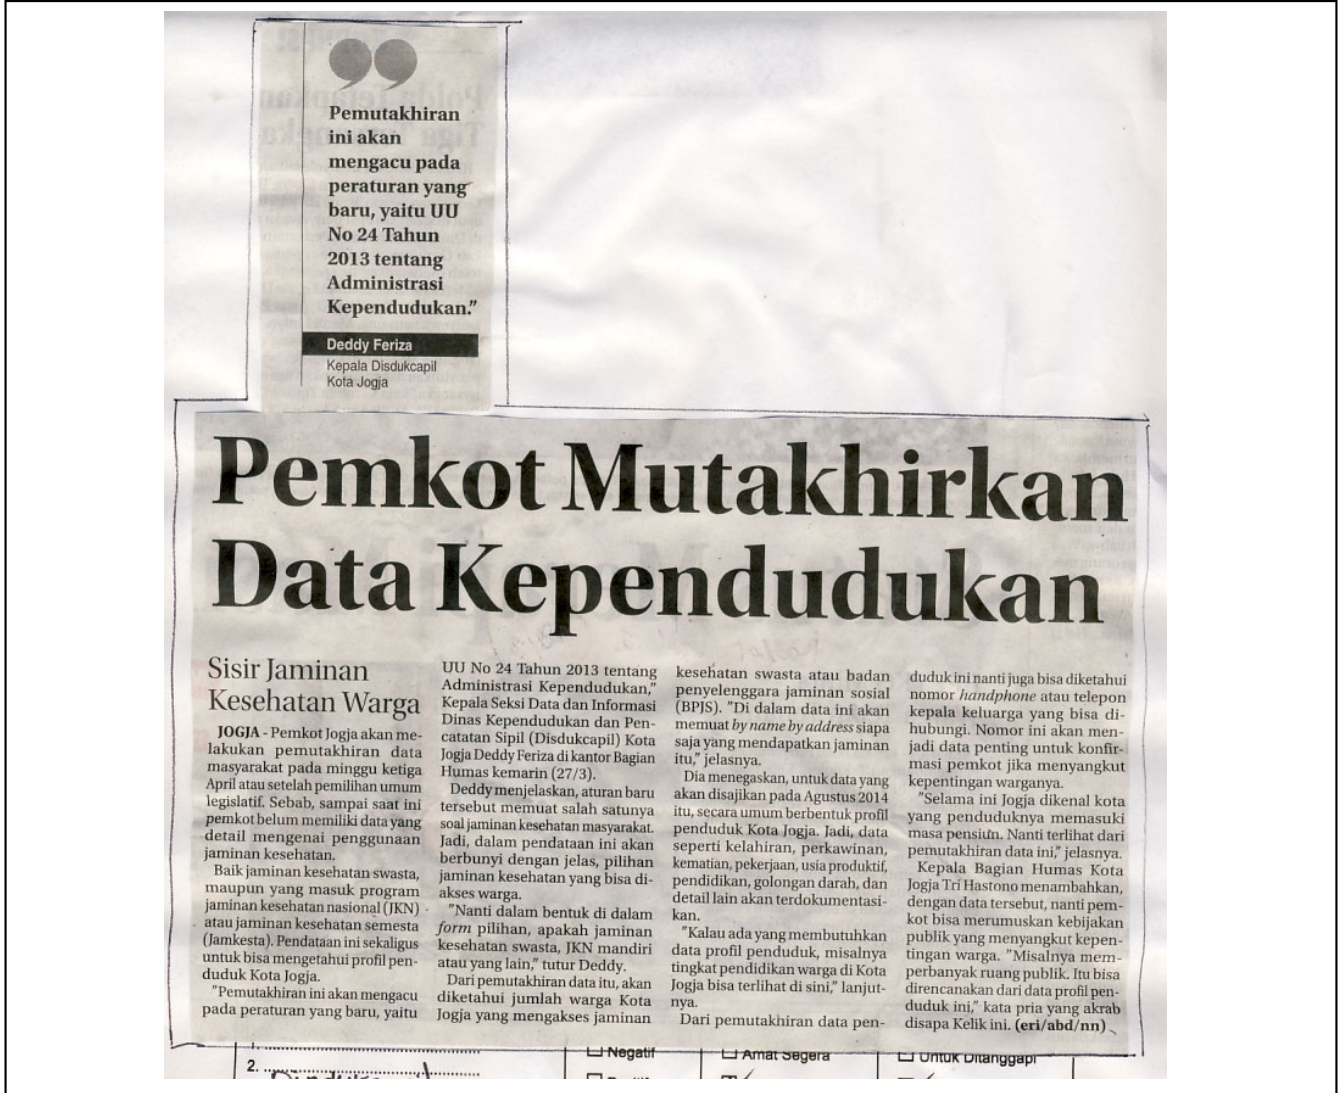 Pemutakhiran
ini akan
mengacu pada
peraturan yang
baru, yaitu UU
No 24 Tahun
2013 tentang
Administrasi
Kependudukan."
Deddy Feriza
Kepala Disdukcapil
Kota Jogja
Pemkot Mutakhirkan
Data Kependudukan
Sisir Jaminan
Kesehatan Warga
JOGJA - Pemkot Jogja akan me-
lakukan pemutakhiran data
masyarakat pada minggu ketiga
April atau setelah pemilihan umum
legislatif. Sebab, sampai saat ini
pemkot belum memiliki data yang
detail mengenai penggunaan
jaminan kesehatan.
Baik jaminan kesehatan swasta,
maupun yang masuk program
jaminan kesehatan nasional (JKN)
atau jaminan kesehatan semesta
(Jamkesta). Pendataan ini sekaligus
untuk bisa mengetahui profil pen-
duduk Kota Jogja.
"Pemutakhiran ini akan mengacu
pada peraturan yang baru, yaitu
UU No 24 Tahun 2013 tentang
Administrasi Kependudukan,"
Kepala Seksi Data dan Informasi
Dinas Kependudukan dan Pen-
catatan Sipil (Disdukcapil) Kota
Jogja Deddy Feriza di kantor Bagian
Humas kemarin (27/3).
Deddy menjelaskan, aturan baru
tersebut memuat salah satunya
soal jaminan kesehatan masyarakat.
Jadi, dalam pendataan ini akan
berbunyi dengan jelas, pilihan
jaminan kesehatan yang bisa di-
akses warga.
"Nanti dalam bentuk di dalam
form pilihan, apakah jaminan
kesehatan swasta, JKN mandiri
atau yang lain," tutur Deddy.
Dari pemutakhiran data itu, akan
diketahui jumlah warga Kota
Jogja yang mengakses jaminan
kesehatan swasta atau badan
penyelenggara jaminan sosial
(BPJS). "Di dalam data ini akan
memuat by name by address siapa
saja yang mendapatkan jaminan
itu," jelasnya.
Dia menegaskan, untuk data yang
akan disajikan pada Agustus 2014
itu, secara umum berbentuk profil
penduduk Kota Jogja. Jadi, data
seperti kelahiran, perkawinan,
kematian, pekerjaan, usia produktif,
pendidikan, golongan darah, dan
detail lain akan terdokumentasi-
kan.
"Kalau ada yang membutuhkan
data profil penduduk, misalnya
tingkat pendidikan warga di Kota
Jogja bisa terlihat di sini," lanjut-
nya.
Dari pemutakhiran data pen-
duduk ini nanti juga bisa diketahui
nomor handphone atau telepon
kepala keluarga yang bisa di-
hubungi. Nomor ini akan men-
jadi data penting untuk konfir-
masi pemkot jika menyangkut
kepentingan warganya.
"Selama ini Jogja dikenal kota
yang penduduknya memasuki
masa pensiun. Nanti terlihat dari
pemutakhiran data ini," jelasnya.
Kepala Bagian Humas Kota
Jogja Tri Hastono menambahkan,
dengan data tersebut, nanti pem-
kot bisa merumuskan kebijakan
publik yang menyangkut kepen-
tingan warga. "Misalnya mem-
perbanyak ruang publik. Itu bisa
direncanakan dari data profil pen-
duduk ini," kata pria yang akrab
disapa Kelik ini. (eri/abd/nn)
Negatif
Amat Segera
Untuk Ditanggapi
2.